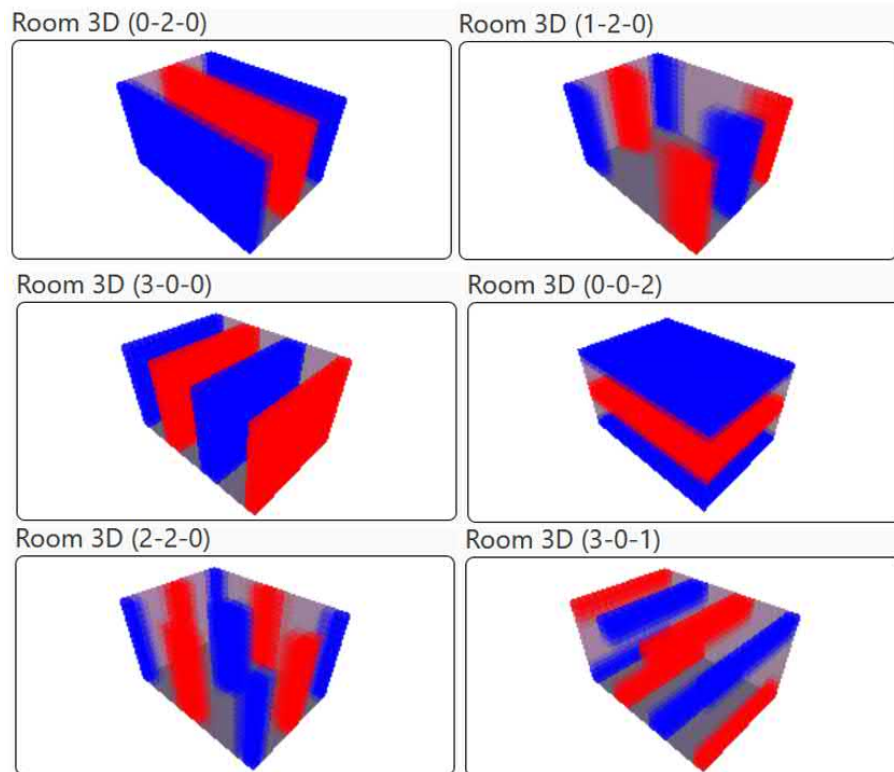 Room 3D (0-2-0)
Room 3D (1-2-0)
Room 3D (3-0-0)
Room 3D (0-0-2)
Room 3D (2-2-0)
Room 3D (3-0-1)